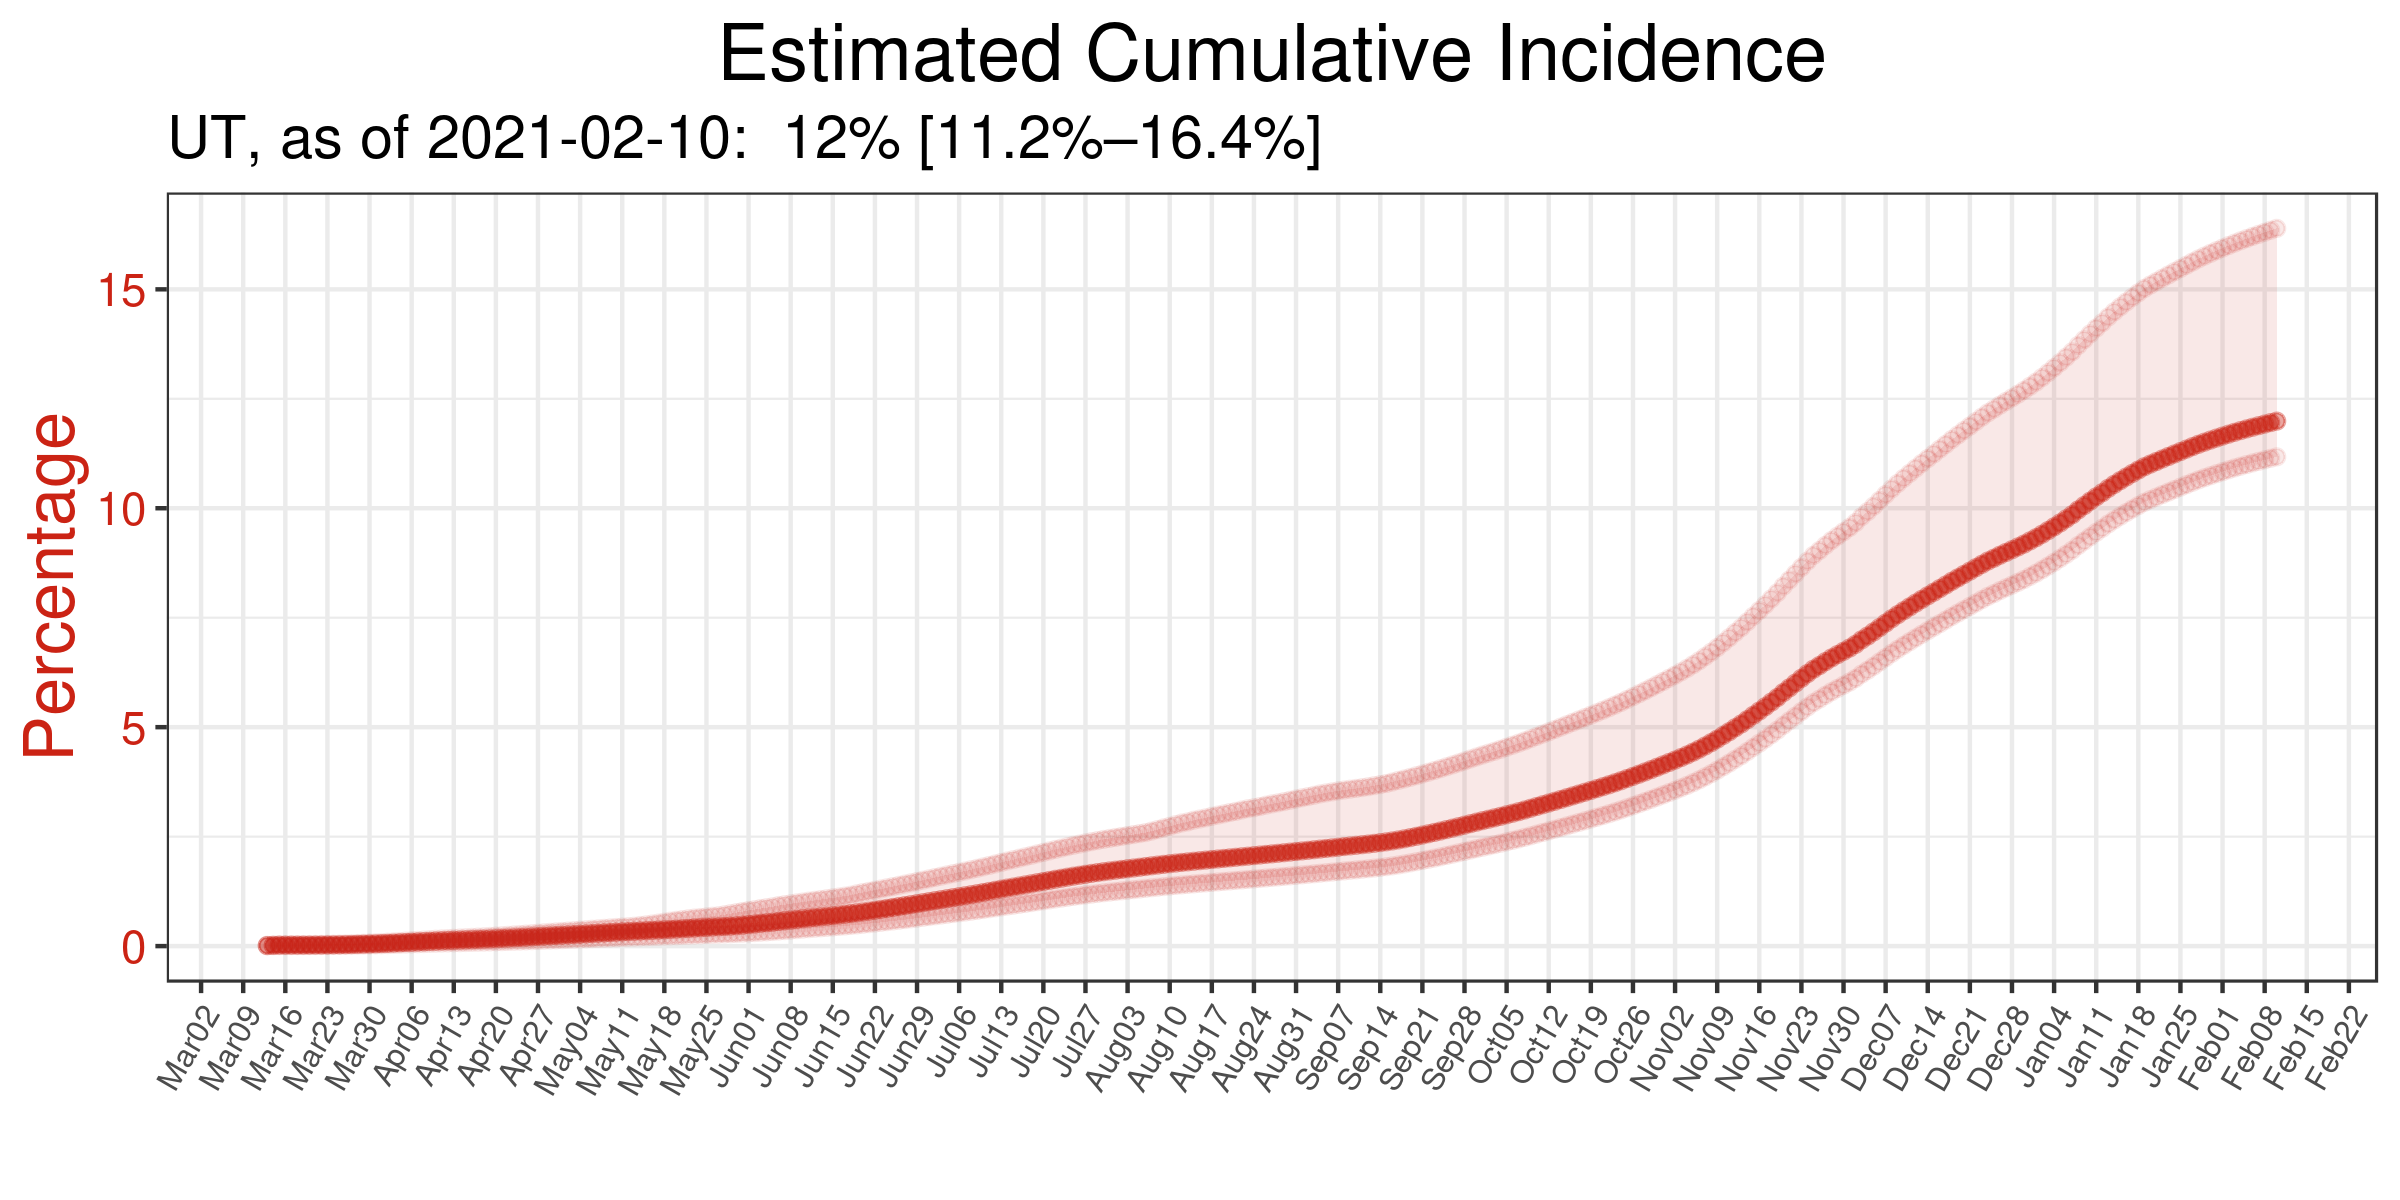 Estimated Cumulative Incidence
UT, as of 2021-02-10:  12% [11.2%–16.4%]
Percentage
15
10
5
0
Mar02
Mar09
Mar16
Mar23
Mar30
Apr06
Apr13
Apr20
Apr27
May04
May11
May18
May25
Jun01
Jun08
Jun15
Jun22
Jun29
Jul06
Jul13
Jul20
Jul27
Aug03
Aug10
Aug17
Aug24
Aug31
Sep07
Sep14
Sep21
Sep28
Oct05
Oct12
Oct19
Oct26
Nov02
Nov09
Nov16
Nov23
Nov30
Dec07
Dec14
Dec21
Dec28
Jan04
Jan11
Jan18
Jan25
Feb01
Feb08
Feb15
Feb22